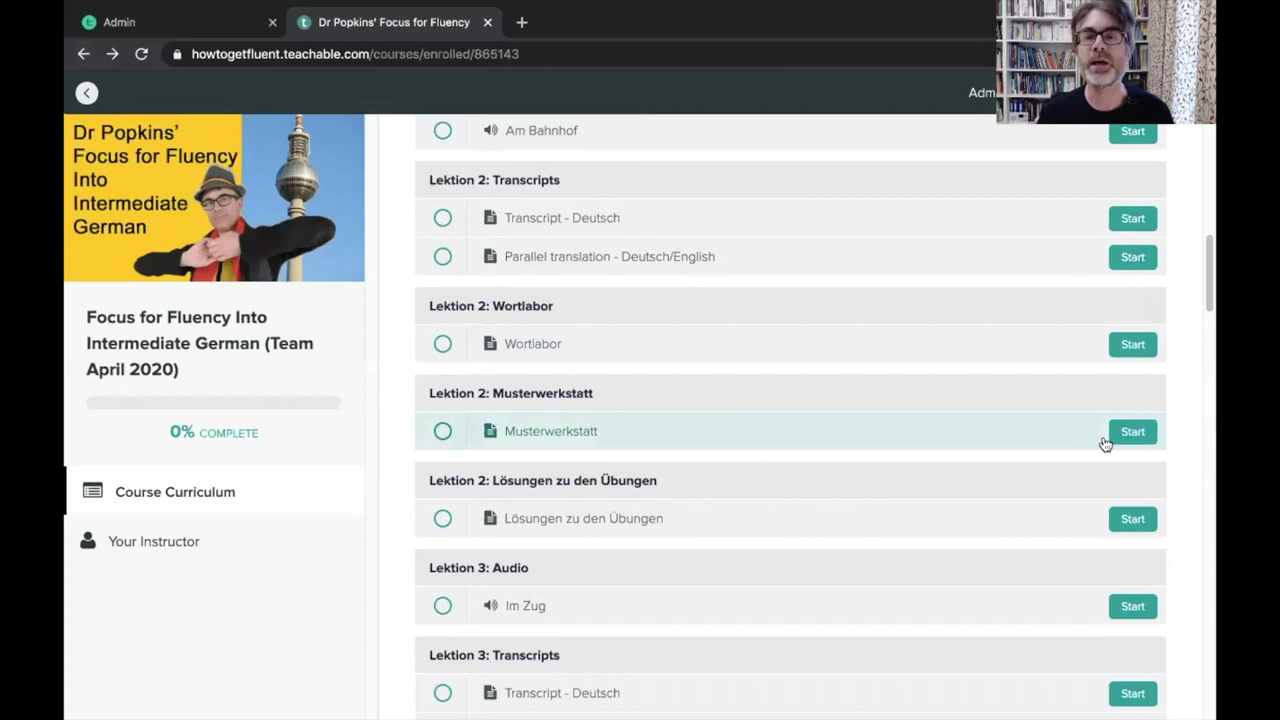 Admin
Dr Popkins' Focus for Fluency
howtogetfluent.teachable.com/courses/enrolled/865143
Dr Popkins'
Focus for Fluency
Into
Intermediate
German
Focus for Fluency Into
Intermediate German (Team
April 2020)
0% COMPLETE
Course Curriculum
Your Instructor
Am Bahnhof
Start
Lektion 2: Transcripts
Transcript - Deutsch
Start
Parallel translation - Deutsch/English
Start
Lektion 2: Wortlabor
Wortlabor
Start
Lektion 2: Musterwerkstatt
Musterwerkstatt
Start
Lektion 2: Lösungen zu den Übungen
Lösungen zu den Übungen
Start
Lektion 3: Audio
Im Zug
Start
Lektion 3: Transcripts
Transcript - Deutsch
Start